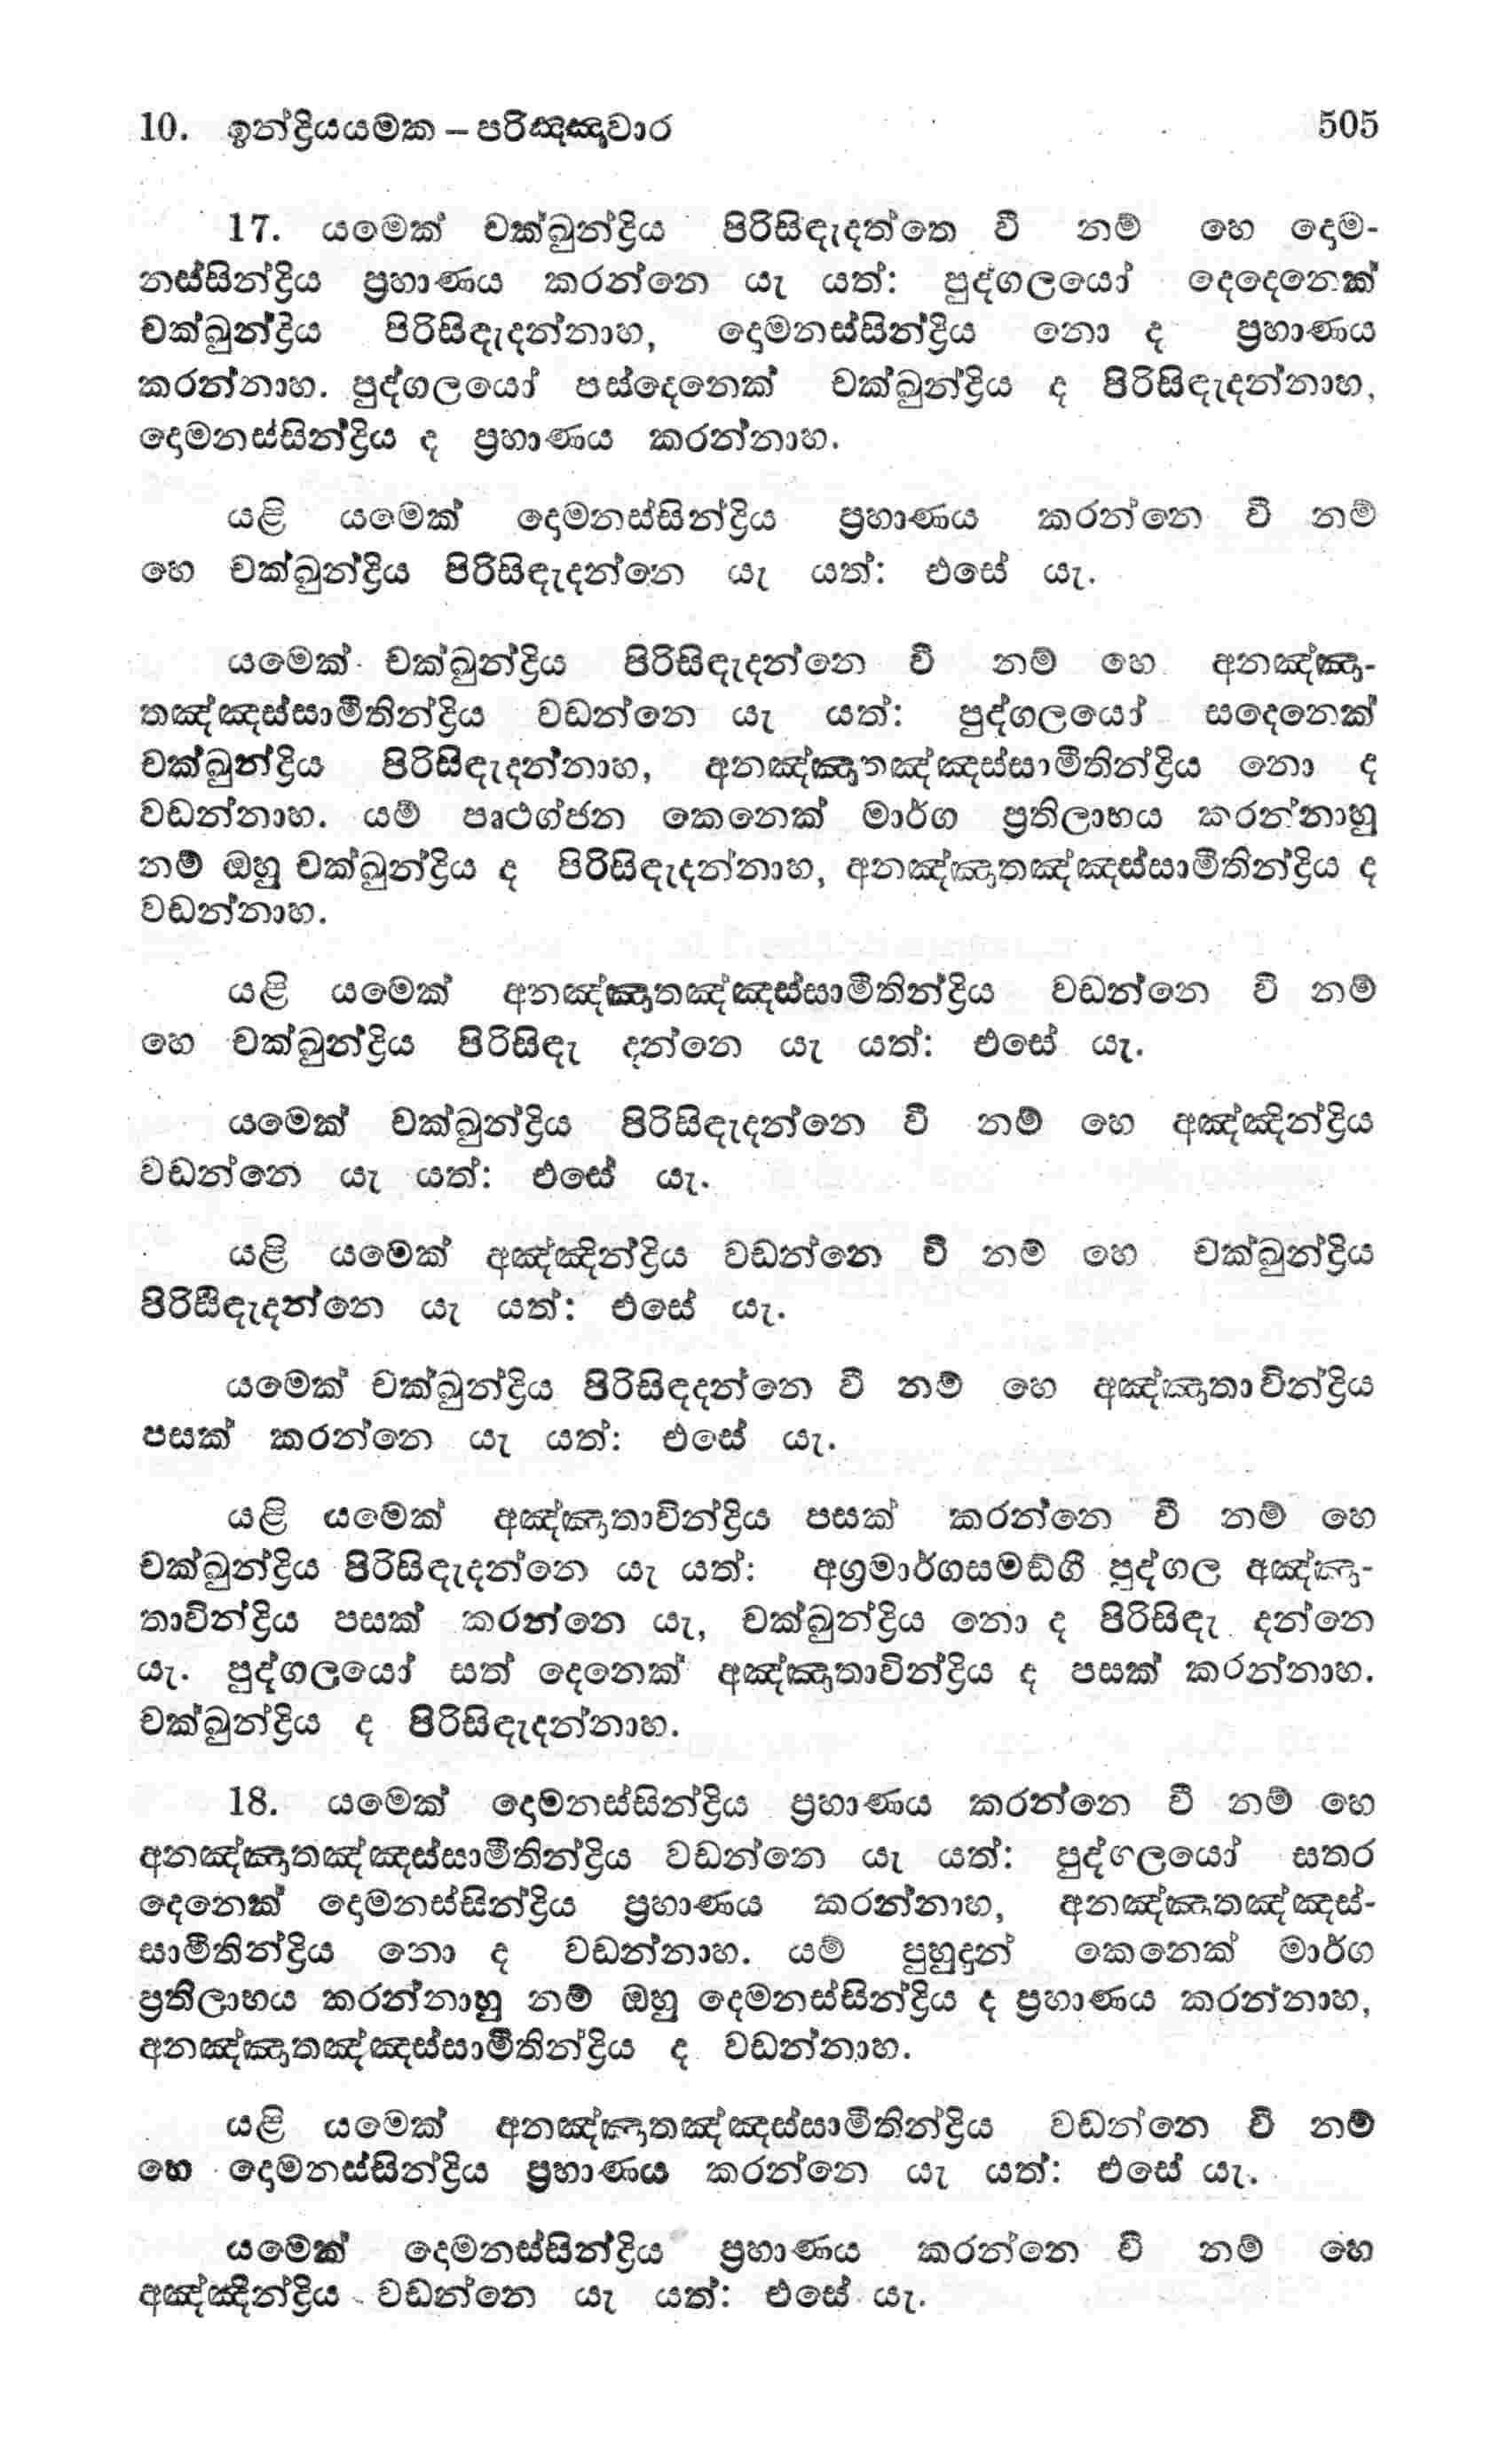 10. ඉන්ද්‍රියයමක – පරිඤ්ඤාවාර 505
17. යමෙක් චක්ඛුන්ද්‍රිය පිරිසිඳැදන්නෙ වී නම් හෙ දොම-
නස්සින්ද්‍රිය ප්‍රහාණය කරන්නෙ යැ යත්: පුද්ගලයෝ දෙදෙනෙක්
චක්ඛුන්ද්‍රිය පිරිසිඳැදන්නාහ, දොමනස්සින්ද්‍රිය නො ද ප්‍රහාණය
කරන්නාහ. පුද්ගලයෝ පස්දෙනෙක් චක්ඛුන්ද්‍රිය ද පිරිසිඳැදන්නාහ,
දොමනස්සින්ද්‍රිය ද ප්‍රහාණය කරන්නාහ.
යළි යමෙක් දොමනස්සින්ද්‍රිය ප්‍රහාණය කරන්නෙ වී නම්
හෙ චක්ඛුන්ද්‍රිය පිරිසිඳැදන්නෙ යැ යත්: එසේ යැ.
යමෙක් චක්ඛුන්ද්‍රිය පිරිසිඳැදන්නෙ වී නම් හෙ අනඤ්ඤා-
තඤ්ඤස්සාමීතින්ද්‍රිය වඩන්නෙ යැ යත්: පුද්ගලයෝ සදෙනෙක්
චක්ඛුන්ද්‍රිය පිරිසිඳැදන්නාහ, අනඤ්ඤාතඤ්ඤස්සාමීතින්ද්‍රිය නො ද
වඩන්නාහ. යම් පෘථග්ජන කෙනෙක් මාර්ග ප්‍රතිලාභය කරන්නාහු
නම් ඔහු චක්ඛුන්ද්‍රිය ද පිරිසිඳැදන්නාහ, අනඤ්ඤාතඤ්ඤස්සාමීතින්ද්‍රිය ද
වඩන්නාහ.
යළි යමෙක් අනඤ්ඤාතඤ්ඤස්සාමීතින්ද්‍රිය වඩන්නෙ වී නම්
හෙ චක්ඛුන්ද්‍රිය පිරිසිඳැ දන්නෙ යැ යත්: එසේ යැ.
යමෙක් චක්ඛුන්ද්‍රිය පිරිසිඳැදන්නෙ වී නම් හෙ අඤ්ඤින්ද්‍රිය
වඩන්නෙ යැ යත්: එසේ යැ.
යළි යමෙක් අඤ්ඤින්ද්‍රිය වඩන්නෙ වී නම් හෙ චක්ඛුන්ද්‍රිය
පිරිසිඳැදන්නෙ යැ යත්: එසේ යැ.
යමෙක් චක්ඛුන්ද්‍රිය පිරිසිඳදන්නෙ වී නම් හෙ අඤ්ඤාතාවින්ද්‍රිය
පසක් කරන්නෙ යැ යත්: එසේ යැ.
යළි යමෙක් අඤ්ඤාතාවින්ද්‍රිය පසක් කරන්නෙ වී නම් හෙ
චක්ඛුන්ද්‍රිය පිරිසිඳැදන්නෙ යැ යත්: අග්‍රමාර්ගසමඞ්ගී පුද්ගල අඤ්ඤා-
තාවින්ද්‍රිය පසක් කරන්නෙ යැ, චක්ඛුන්ද්‍රිය නො ද පිරිසිඳැ දන්නෙ
යැ. පුද්ගලයෝ සත් දෙනෙක් අඤ්ඤාතාවින්ද්‍රිය ද පසක් කරන්නාහ.
චක්ඛුන්ද්‍රිය ද පිරිසිඳැදන්නාහ.
18. යමෙක් දොමනස්සින්ද්‍රිය ප්‍රහාණය කරන්නෙ වී නම් හෙ
අනඤ්ඤාතඤ්ඤස්සාමීතින්ද්‍රිය වඩන්නෙ යැ යත්: පුද්ගලයෝ සතර
දෙනෙක් දොමනස්සින්ද්‍රිය ප්‍රහාණය කරන්නාහ, අනඤ්ඤාතඤ්ඤස්-
සාමීතින්ද්‍රිය නො ද වඩන්නාහ. යම් පුහුදුන් කෙනෙක් මාර්ග
ප්‍රතිලාභය කරන්නාහු නම් ඔහු දෙමනස්සින්ද්‍රිය ද ප්‍රහාණය කරන්නාහ,
අනඤ්ඤාතඤ්ඤස්සාමීතින්ද්‍රිය ද වඩන්නාහ.
යළි යමෙක් අනඤ්ඤාතඤ්ඤස්සාමීතින්ද්‍රිය වඩන්නෙ වී නම්
හෙ දොමනස්සින්ද්‍රිය ප්‍රහාණය කරන්නෙ යැ යත්: එසේ යැ.
යමෙක් දොමනස්සින්ද්‍රිය ප්‍රහාණය කරන්නෙ වී නම් හෙ
අඤ්ඤින්ද්‍රිය වඩන්නෙ යැ යත්: එසේ යැ.